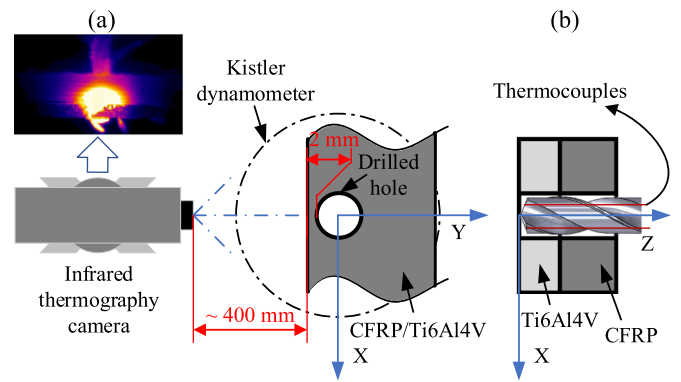 (a)
(b)
Kistler
dynamometer
Thermocouples
2 mm
Drilled
hole
Y
Z
Infrared
thermography
camera
~ 400 mm
CFRP/Ti6Al4V
X
Ti6Al4V
CFRP
X